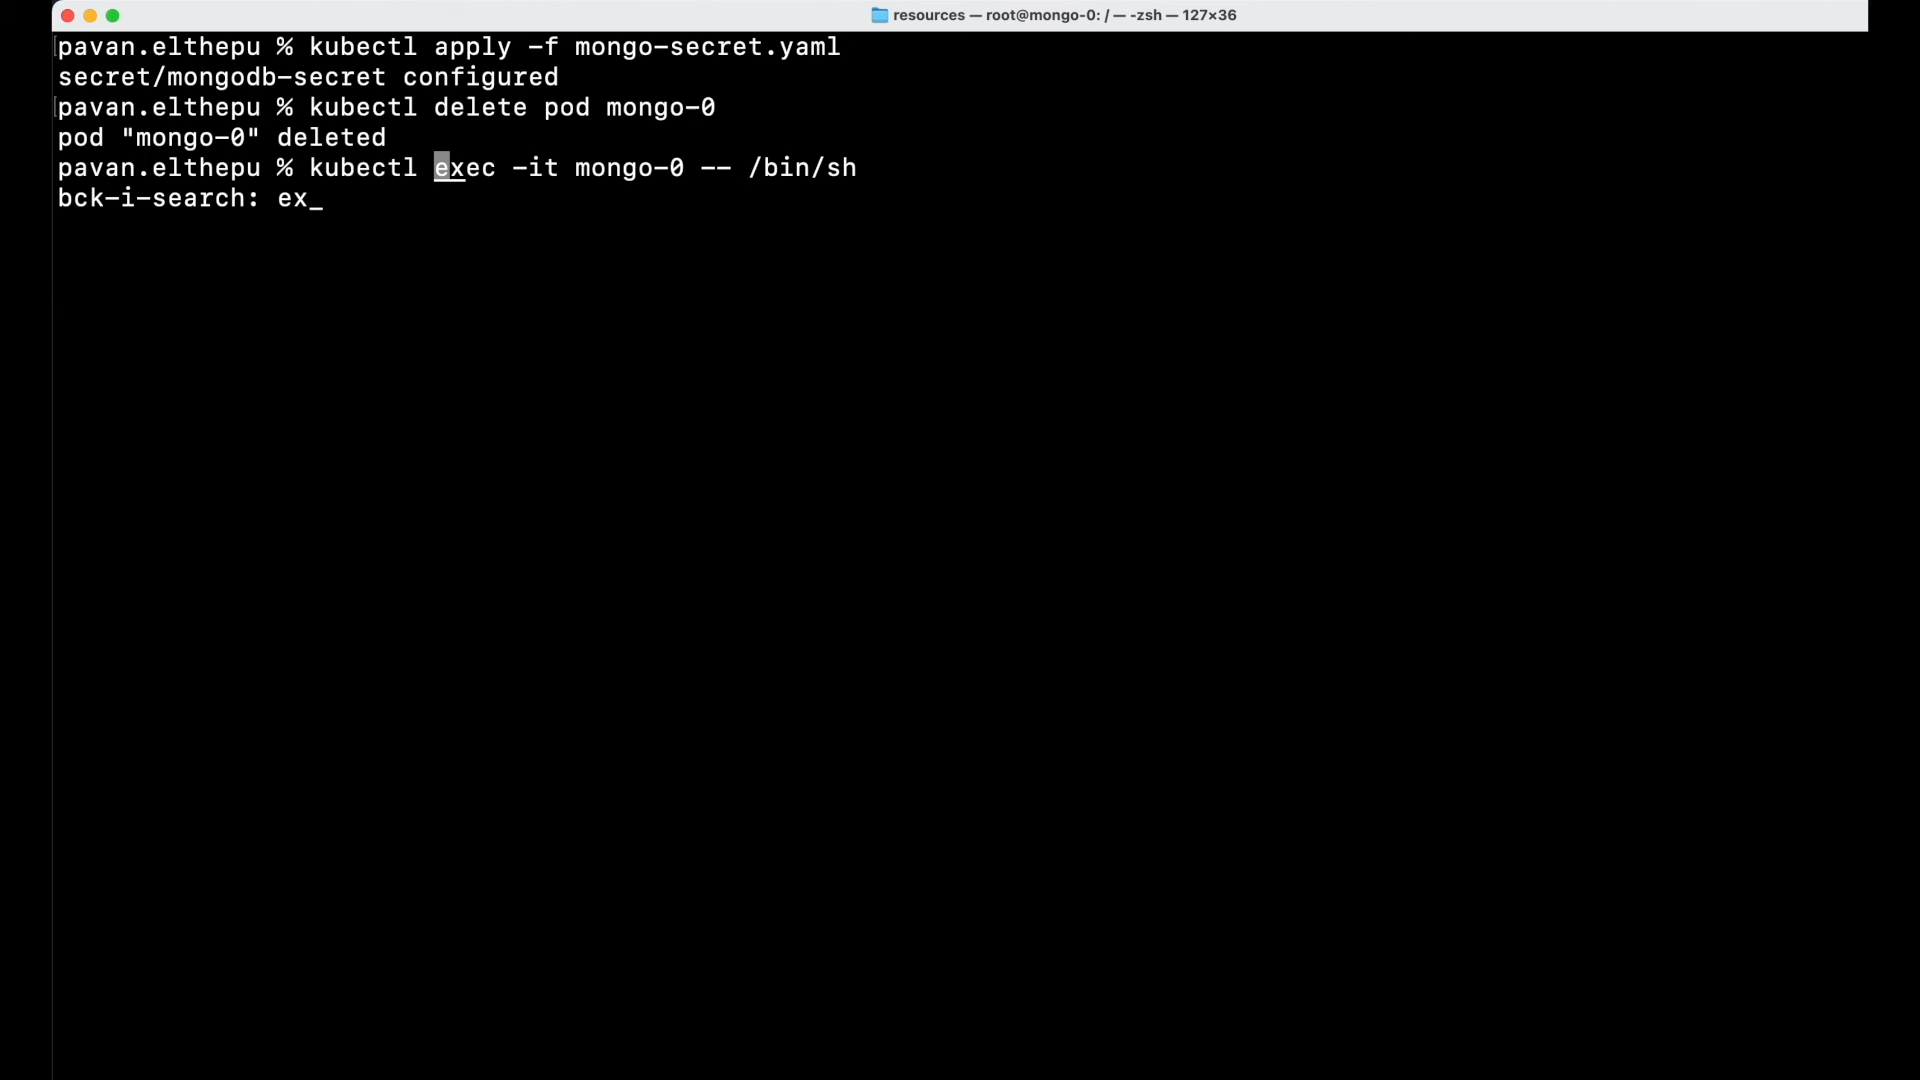 resources — root@mongo-0: / — -zsh — 127×36
pavan.elthepu % kubectl apply -f mongo-secret.yaml
secret/mongodb-secret configured
pavan.elthepu % kubectl delete pod mongo-0
pod "mongo-0" deleted
pavan.elthepu % kubectl exec -it mongo-0 -- /bin/sh
bck-i-search: ex_